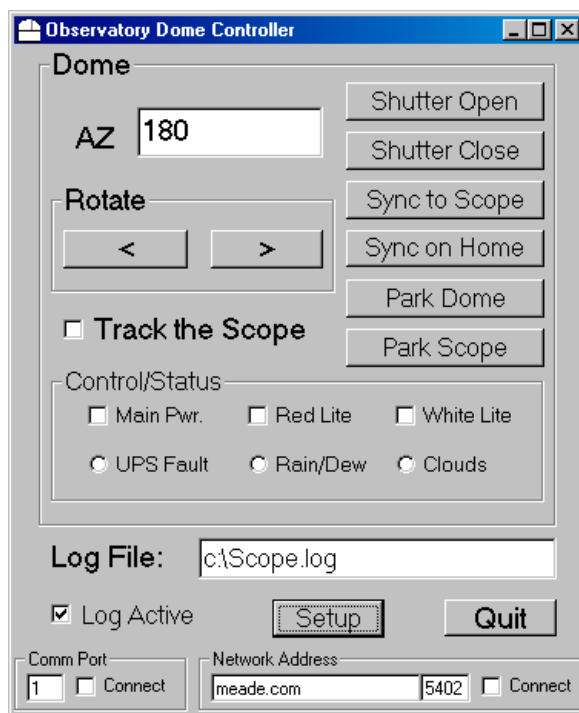 Observatory Dome Controller
Dome
AZ 180
Shutter Open
Shutter Close
Rotate
< >
Sync to Scope
Sync on Home
Track the Scope
Park Dome
Park Scope
Control/Status
Main Pwr. Red Lite White Lite
UPS Fault Rain/Dew Clouds
Log File: c:\Scope.log
Log Active Setup Quit
Comm Port Network Address
1 Connect meade.com 5402 Connect